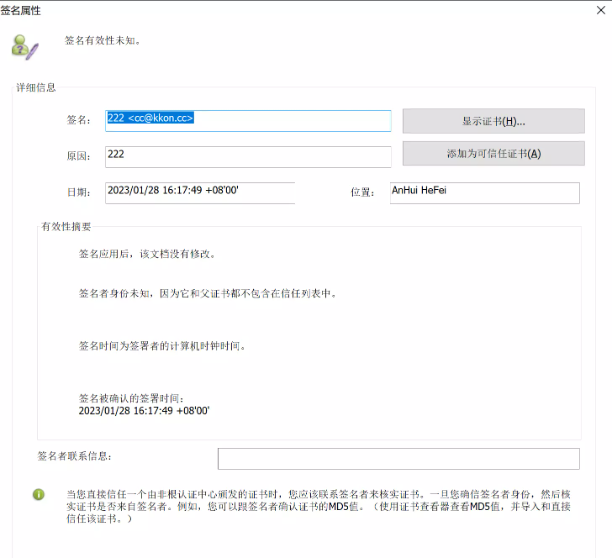 签名属性
签名有效性未知。
详细信息
签名: 222 <cc@kkon.cc> 显示证书(H)...
原因: 222 添加为可信任证书(A)
日期: 2023/01/28 16:17:49 +08'00' 位置: AnHui HeFei
有效性摘要
签名应用后，该文档没有修改。
签名者身份未知，因为它和父证书都不包含在信任列表中。
签名时间为签署者的计算机时钟时间。
签名被确认的签署时间:
2023/01/28 16:17:49 +08'00'
签名者联系信息:
当您直接信任一个由非根认证中心颁发的证书时，您应该联系签名者来核实证书。一旦您确信签名者身份，然后核
实证书是否来自签名者。例如，您可以跟签名者确认证书的MD5值。（使用证书查看器查看MD5值，并导入和直接
信任该证书。）